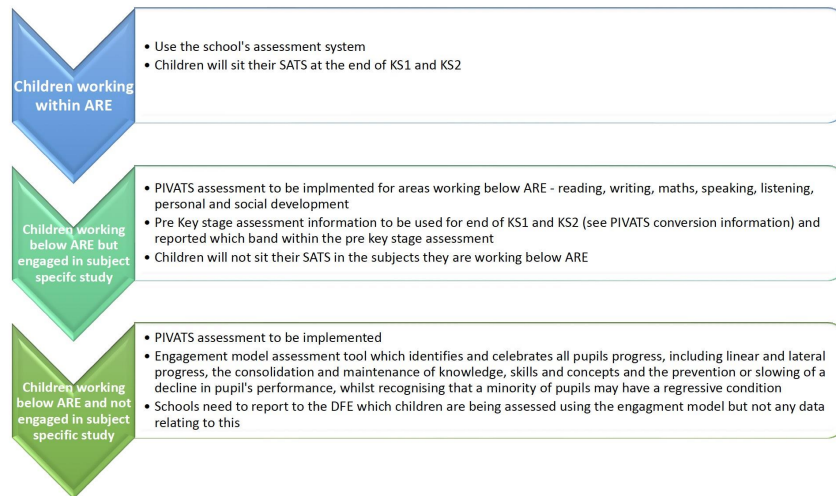 Children working
within ARE
• Use the school's assessment system
• Children will sit their SATS at the end of KS1 and KS2
Children working
below ARE but
engaged in subject
specifc study
• PIVATS assessment to be implmented for areas working below ARE - reading, writing, maths, speaking, listening,
personal and social development
• Pre Key stage assessment information to be used for end of KS1 and KS2 (see PIVATS conversion information) and
reported which band within the pre key stage assessment
• Children will not sit their SATS in the subjects they are working below ARE
Children working
below ARE and not
engaged in subject
specific study
• PIVATS assessment to be implemented
• Engagement model assessment tool which identifies and celebrates all pupils progress, including linear and lateral
progress, the consolidation and maintenance of knowledge, skills and concepts and the prevention or slowing of a
decline in pupil's performance, whilst recognising that a minority of pupils may have a regressive condition
• Schools need to report to the DFE which children are being assessed using the engagment model but not any data
relating to this